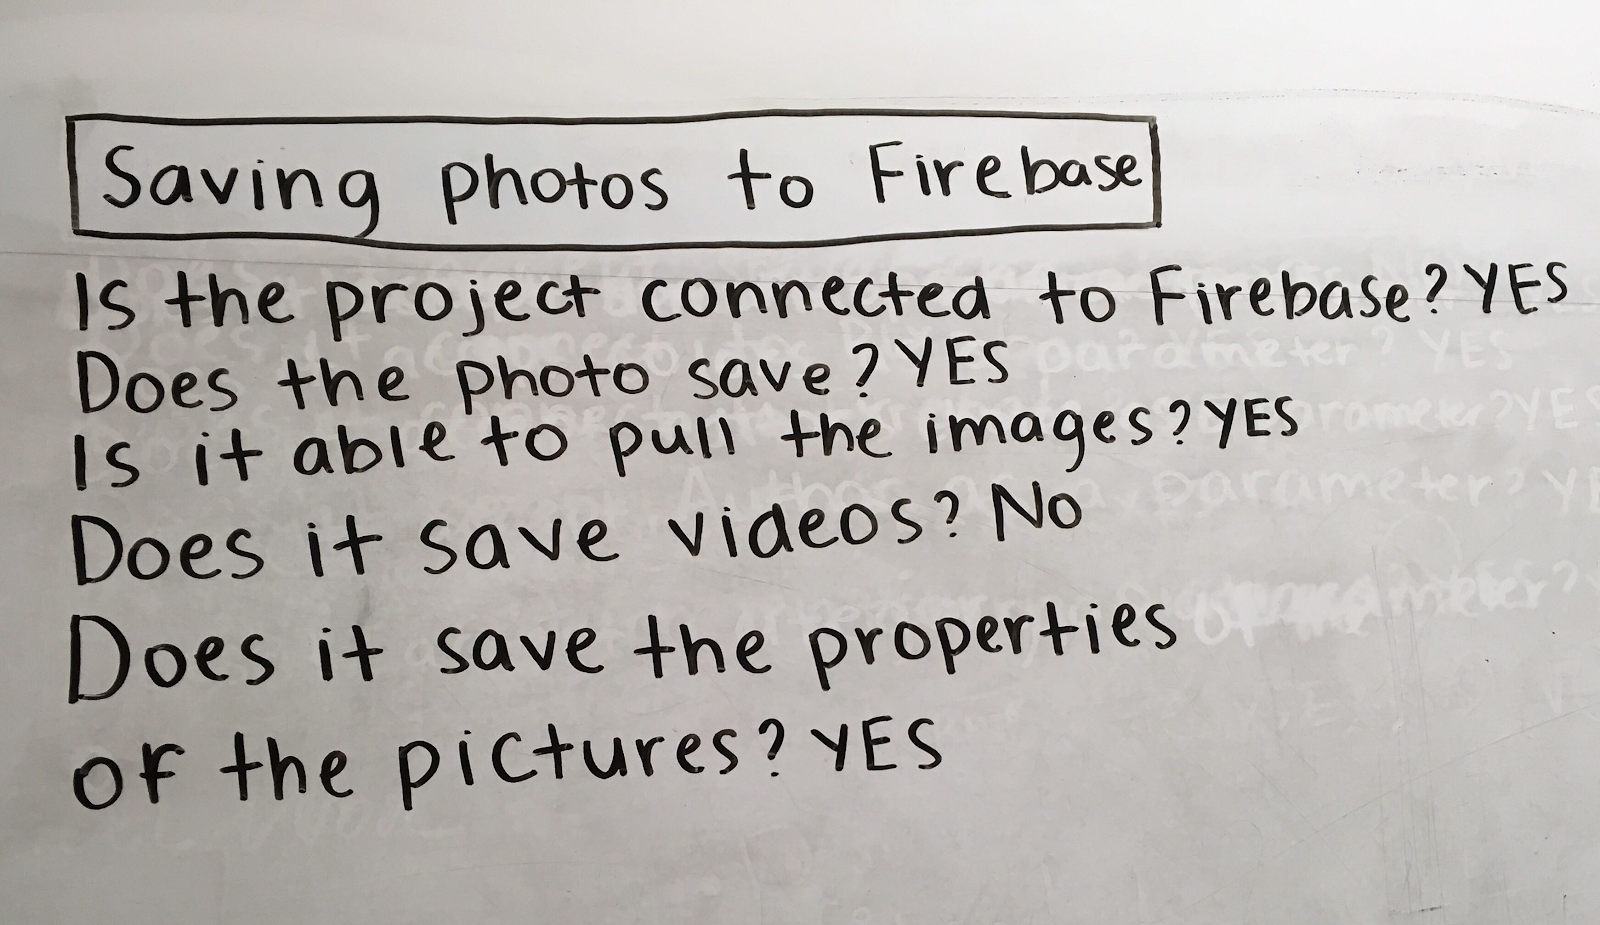 Saving photos to Firebase
Is the project connected to Firebase? YES
Does the photo save? YES
Is it able to pull the images? YES
Does it save videos? No
Does it save the properties
of the pictures? YES